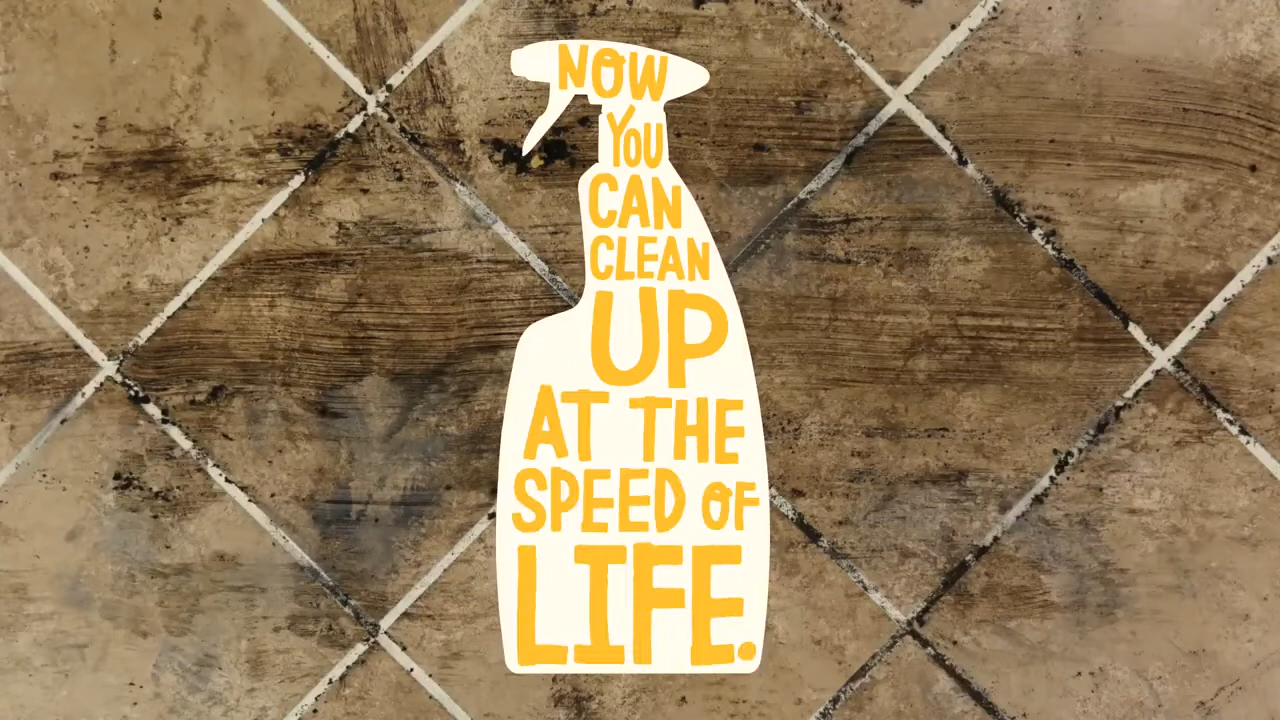 NOW
YOU
CAN
CLEAN
UP
AT THE
SPEED OF
LIFE.